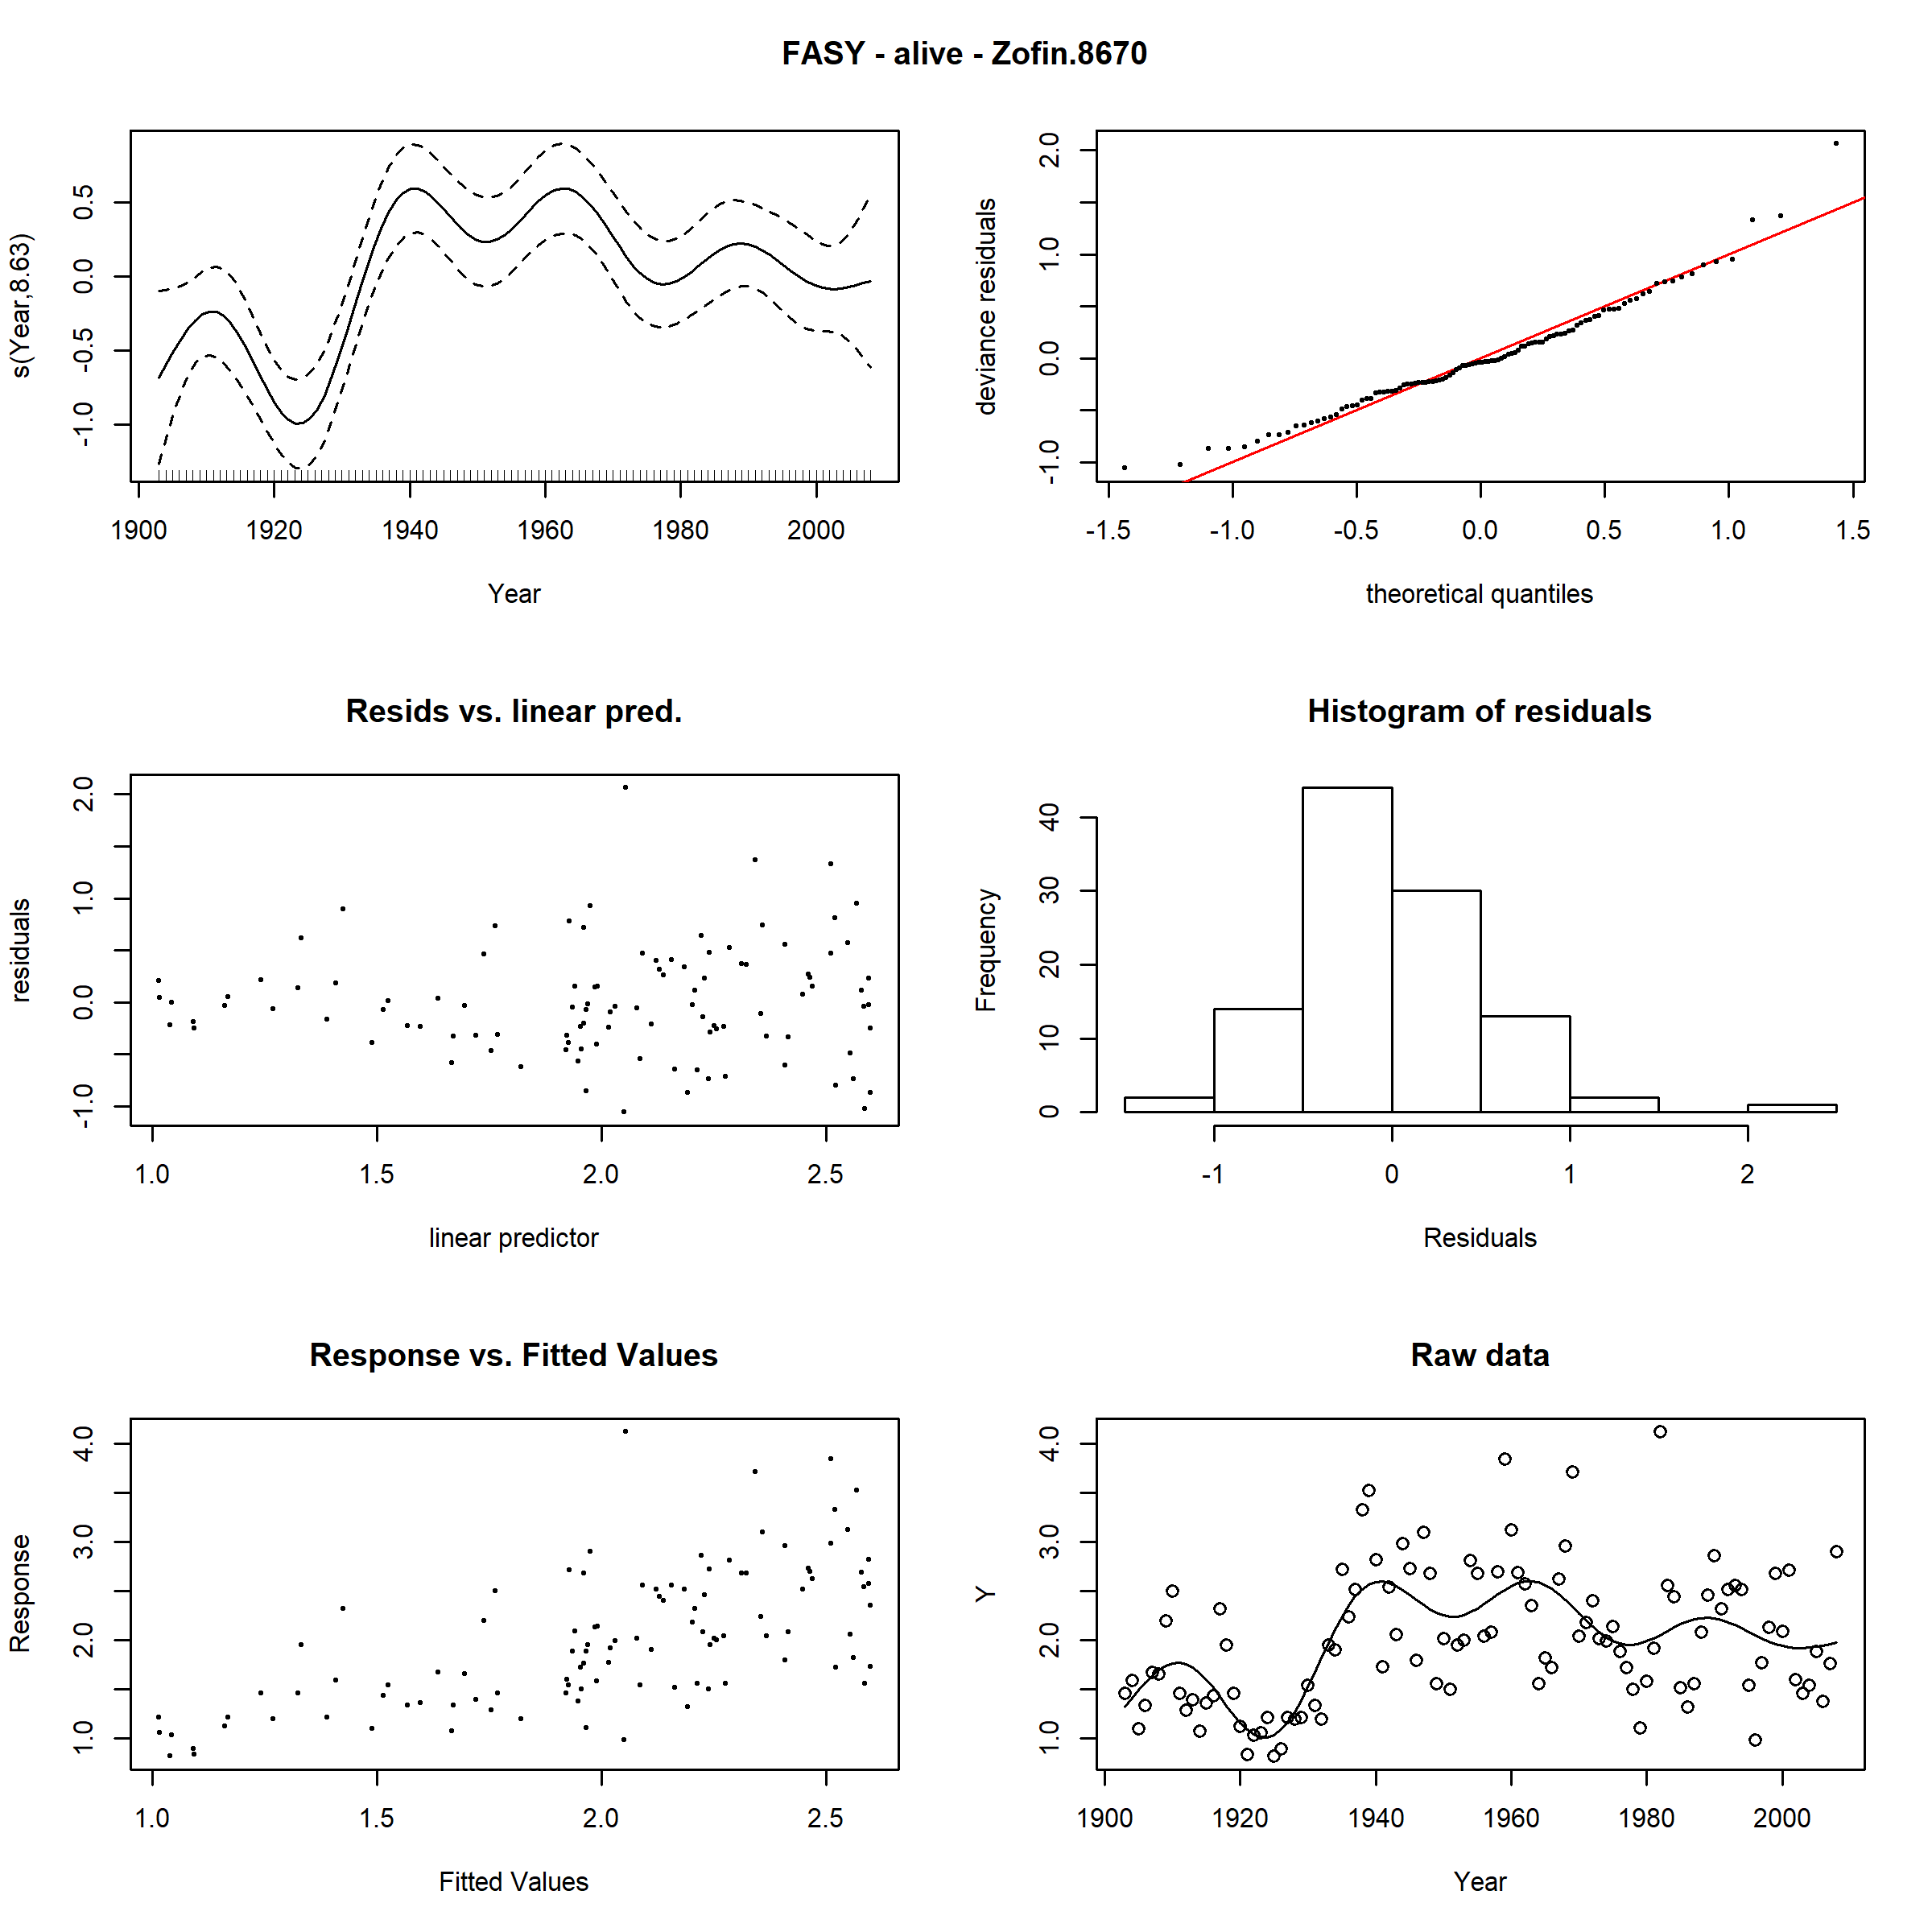 FASY - alive - Zofin.8670
s(Year,8.63)
-1.0 -0.5 0.0 0.5
1900 1920 1940 1960 1980 2000
Year
deviance residuals
-1.0 0.0 1.0 2.0
-1.5 -1.0 -0.5 0.0 0.5 1.0 1.5
theoretical quantiles
Resids vs. linear pred.
residuals
-1.0 0.0 1.0 2.0
1.0 1.5 2.0 2.5
linear predictor
Histogram of residuals
Frequency
0 10 20 30 40
-1 0 1 2
Residuals
Response vs. Fitted Values
Response
1.0 2.0 3.0 4.0
1.0 1.5 2.0 2.5
Fitted Values
Raw data
Y
1.0 2.0 3.0 4.0
1900 1920 1940 1960 1980 2000
Year